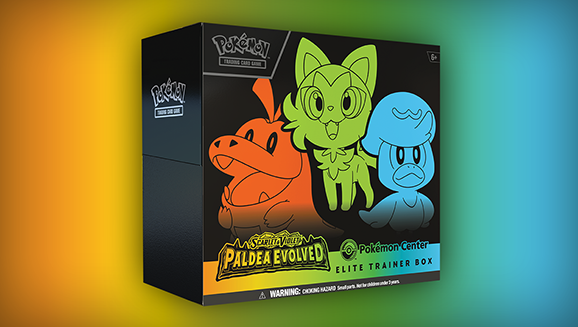 POKÉMON
TRADING CARD GAME
POKÉMON
TRADING CARD GAME
6+
SCARLET & VIOLET
PALDEA EVOLVED
Pokémon Center
ELITE TRAINER BOX
⚠ WARNING: CHOKING HAZARD Small parts. Not for children under 3 years.